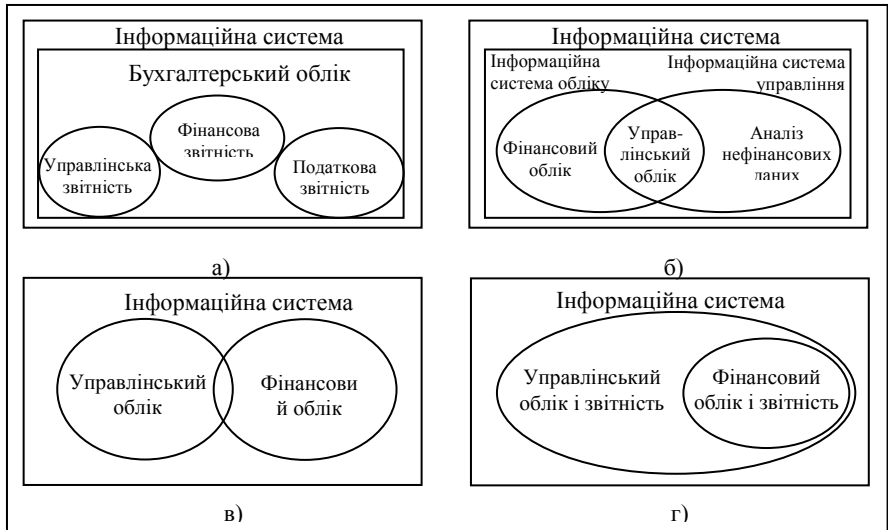 Інформаційна система
Бухгалтерський облік
Фінансова
звітність
Управлінська
звітність
Податкова
звітність
а)
Інформаційна система
Інформаційна
система обліку
Інформаційна система
управління
Фінансовий
облік
Управ-
лінський
облік
Аналіз
нефінансових
даних
б)
Інформаційна система
Управлінський
облік
Фінансови
й облік
в)
Інформаційна система
Управлінський
облік і звітність
Фінансовий
облік і звітність
г)